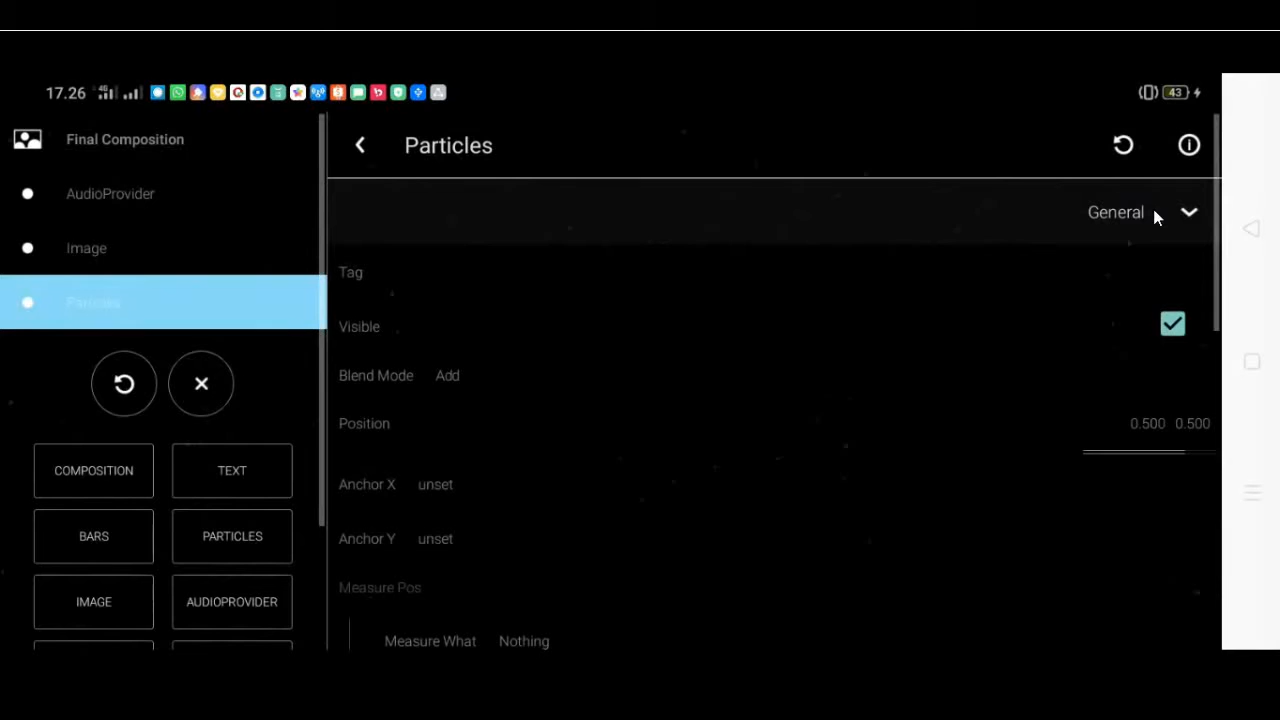 17.26
43
Final Composition
AudioProvider
Image
Particles
COMPOSITION
TEXT
BARS
PARTICLES
IMAGE
AUDIOPROVIDER
Particles
General
Tag
Visible
Blend Mode Add
Position 0.500 0.500
Anchor X unset
Anchor Y unset
Measure Pos
Measure What Nothing